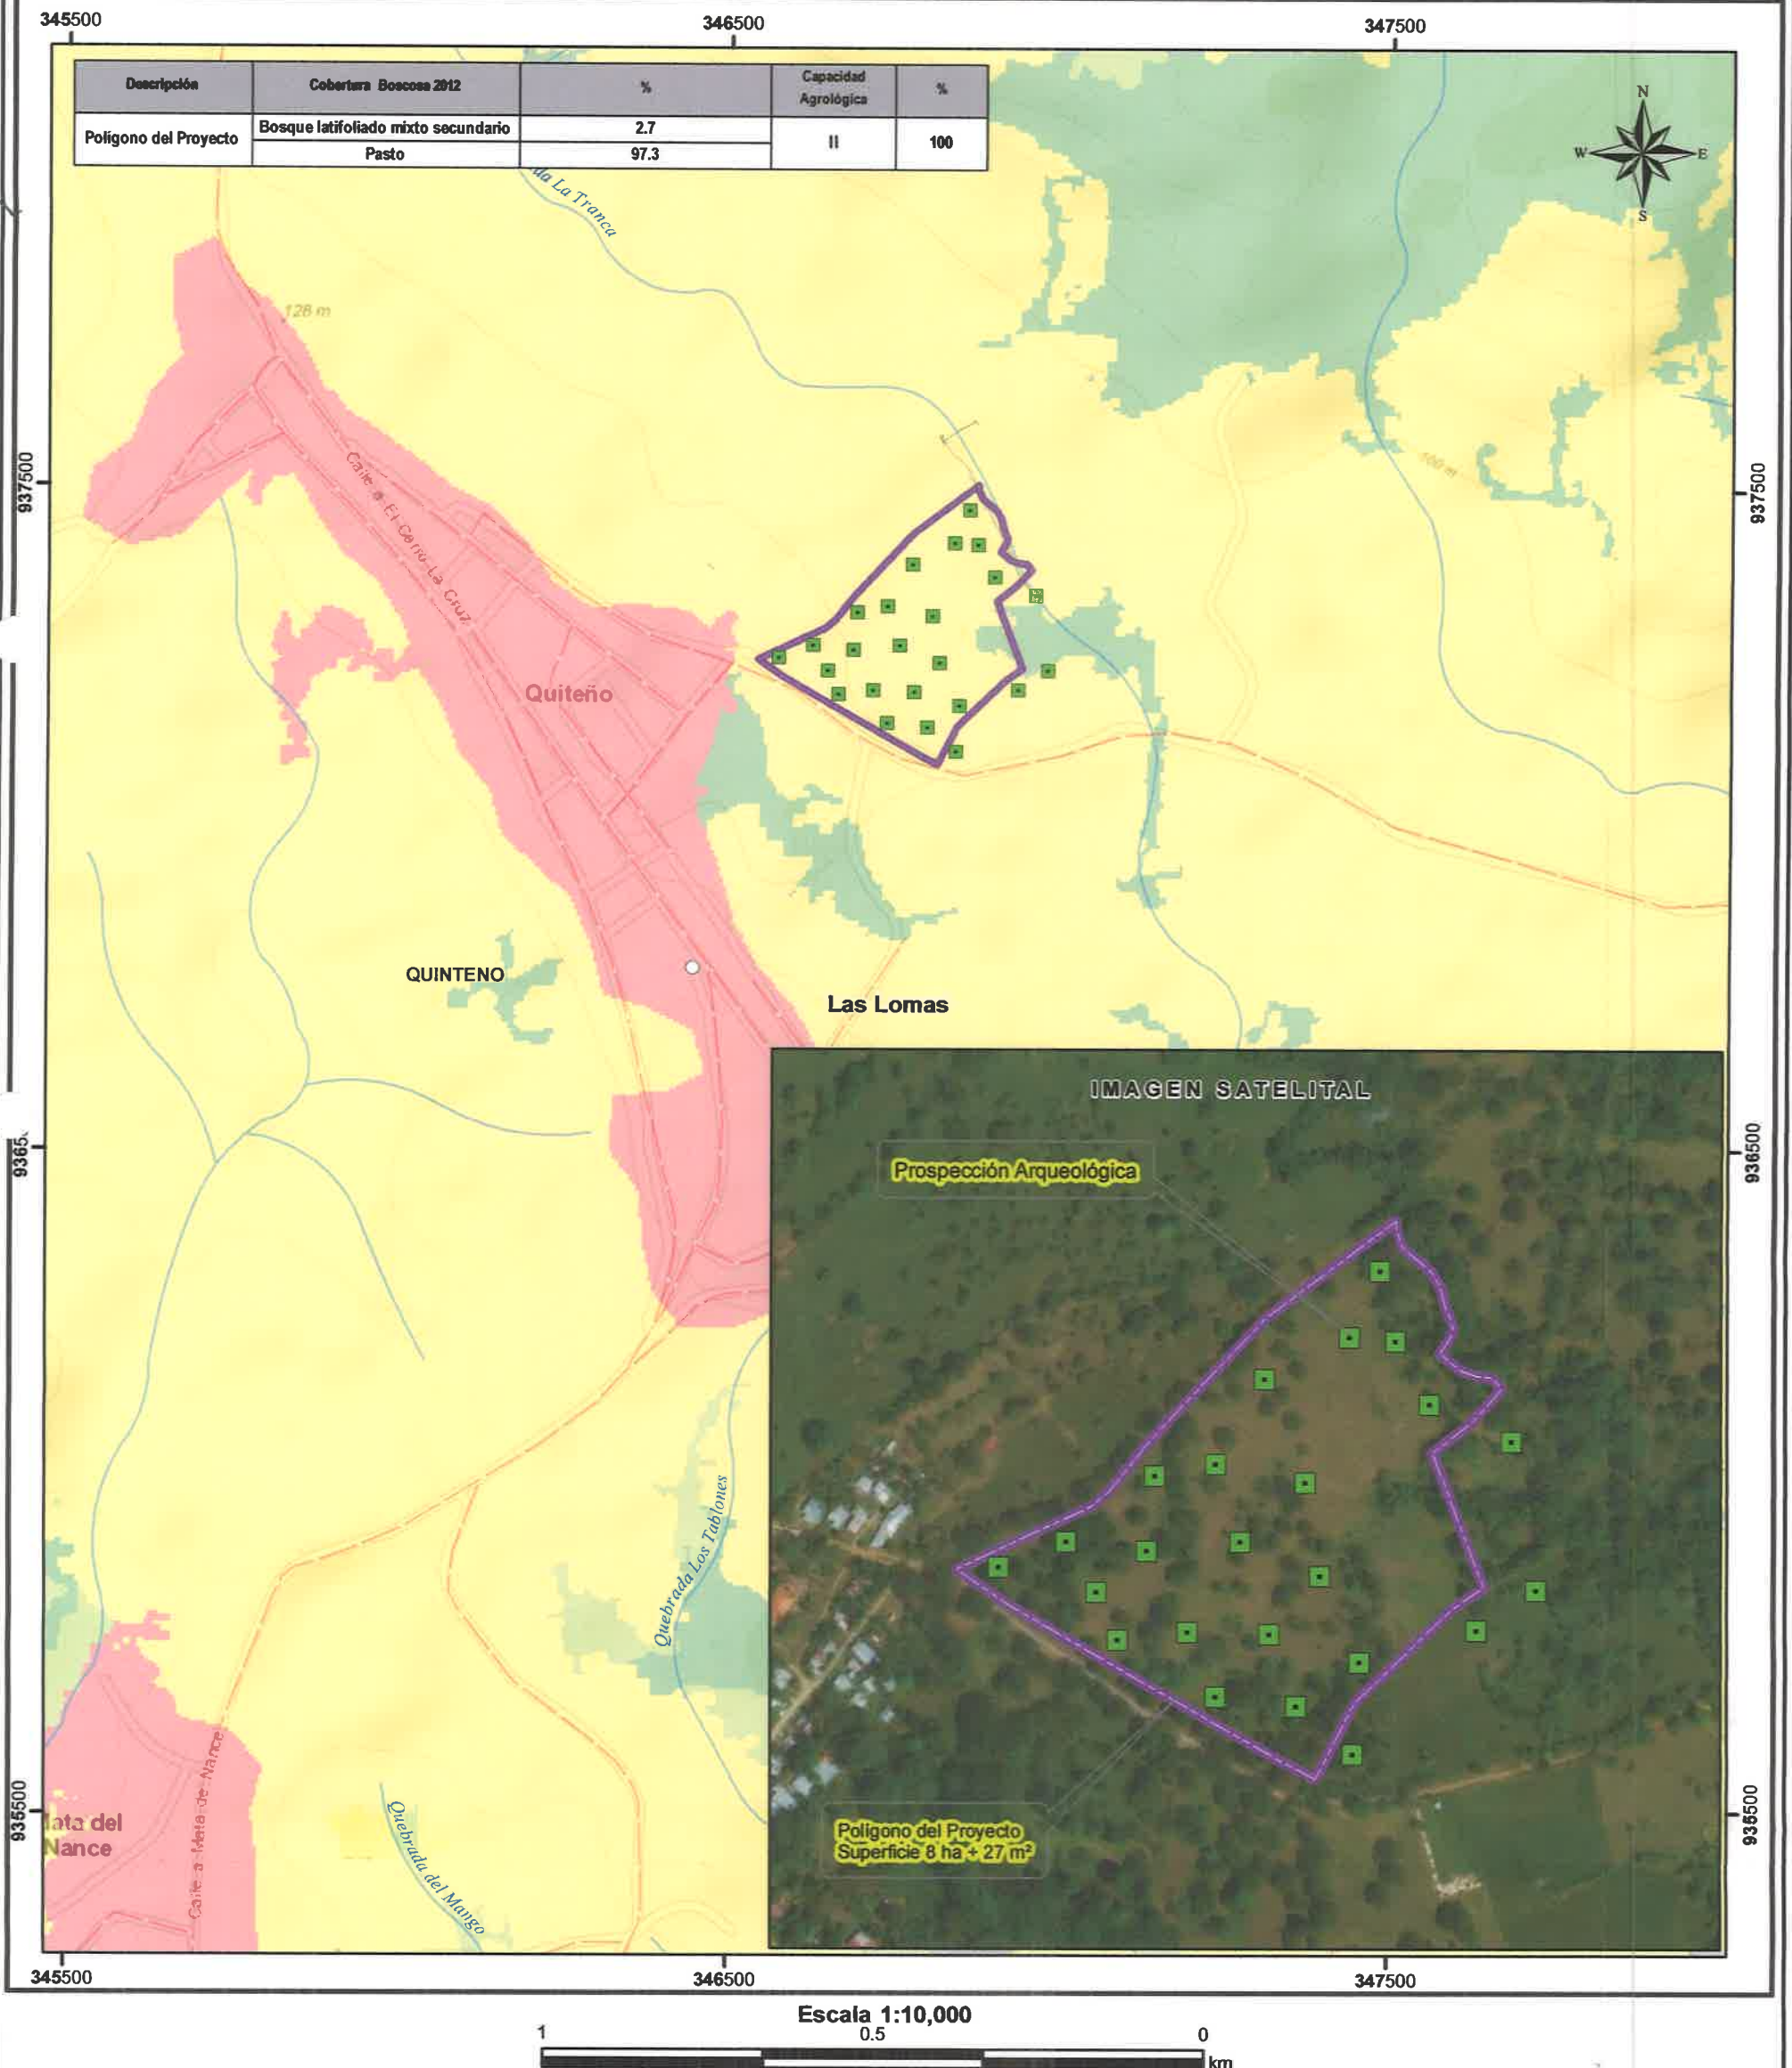 345500
346500
347500
Descripción
Cobertura Boscosa 2012
%
Capacidad
Agrológica
%
Polígono del Proyecto
Bosque latifoliado mixto secundario
2.7
II
100
Pasto
97.3
N
W
E
S
da La Tranca
128 m
937500
937500
100 m
Calle a El Cerro La Cruz
Quiteño
QUINTENO
Las Lomas
IMAGEN SATELITAL
Prospección Arqueológica
936500
Quebrada Los Tablones
Polígono del Proyecto
Superficie 8 ha + 27 m²
935500
935500
Calle a Mata de Nance
ata del
Nance
Quebrada del Mango
345500
346500
347500
Escala 1:10,000
1
0.5
0
km